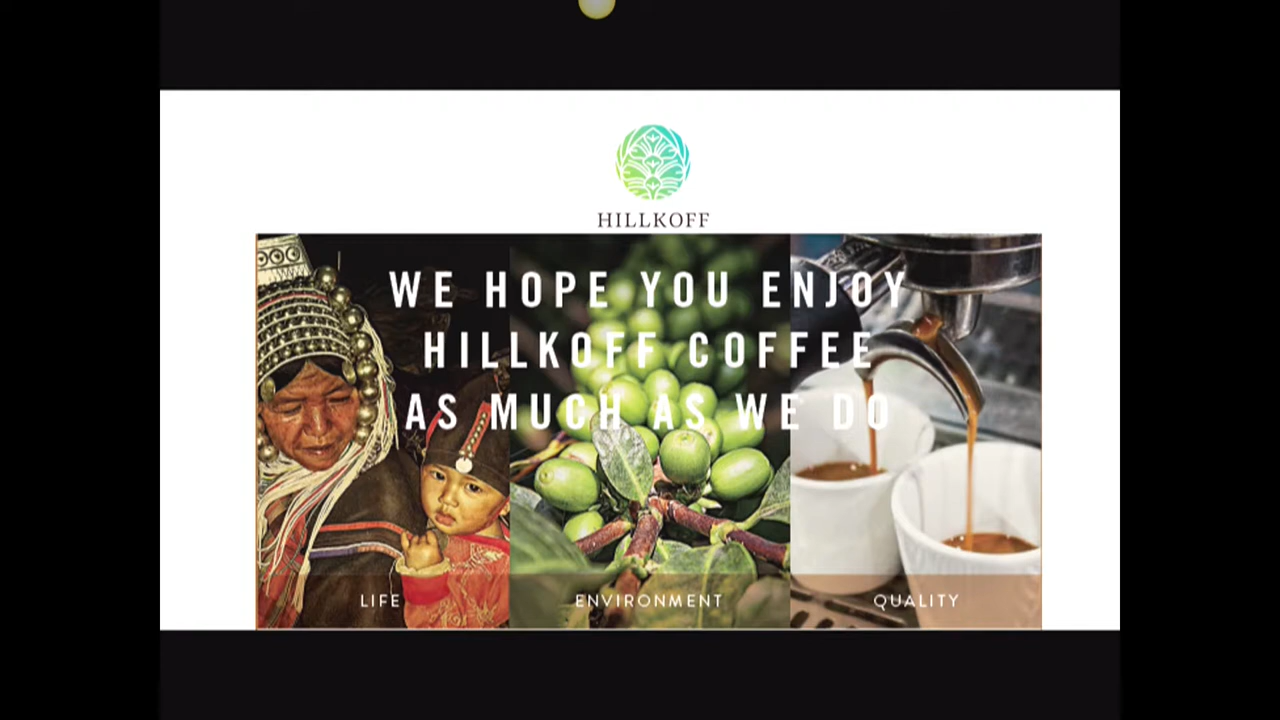 HILLKOFF
WE HOPE YOU ENJOY
HILLKOFF COFFEE
AS MUCH AS WE DO
LIFE
ENVIRONMENT
QUALITY